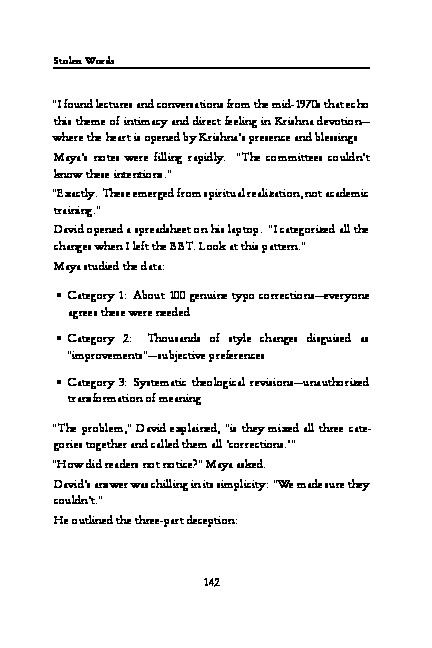 Stolen Words
"I found lectures and conversations from the mid-1970s that echo
this theme of intimacy and direct feeling in Krishna devotion—
where the heart is opened by Krishna's presence and blessings
Maya's notes were filling rapidly. "The committees couldn't
know these intentions."
"Exactly. These emerged from spiritual realization, not academic
training."
David opened a spreadsheet on his laptop. "I categorized all the
changes when I left the BBT. Look at this pattern."
Maya studied the data:
▪ Category 1: About 100 genuine typo corrections—everyone
agrees these were needed
▪ Category 2: Thousands of style changes disguised as
"improvements"—subjective preferences
▪ Category 3: Systematic theological revisions—unauthorized
transformation of meaning
"The problem," David explained, "is they mixed all three cate-
gories together and called them all 'corrections.'"
"How did readers not notice?" Maya asked.
David's answer was chilling in its simplicity: "We made sure they
couldn't."
He outlined the three-part deception:
142